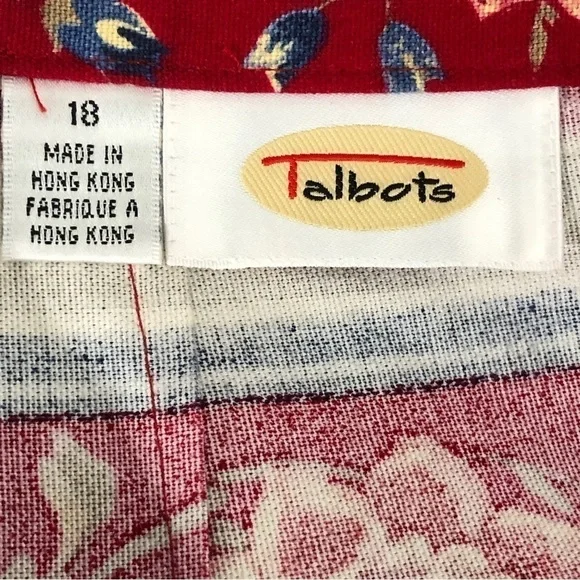 18
MADE IN
HONG KONG
FABRIQUE A
HONG KONG
Talbots